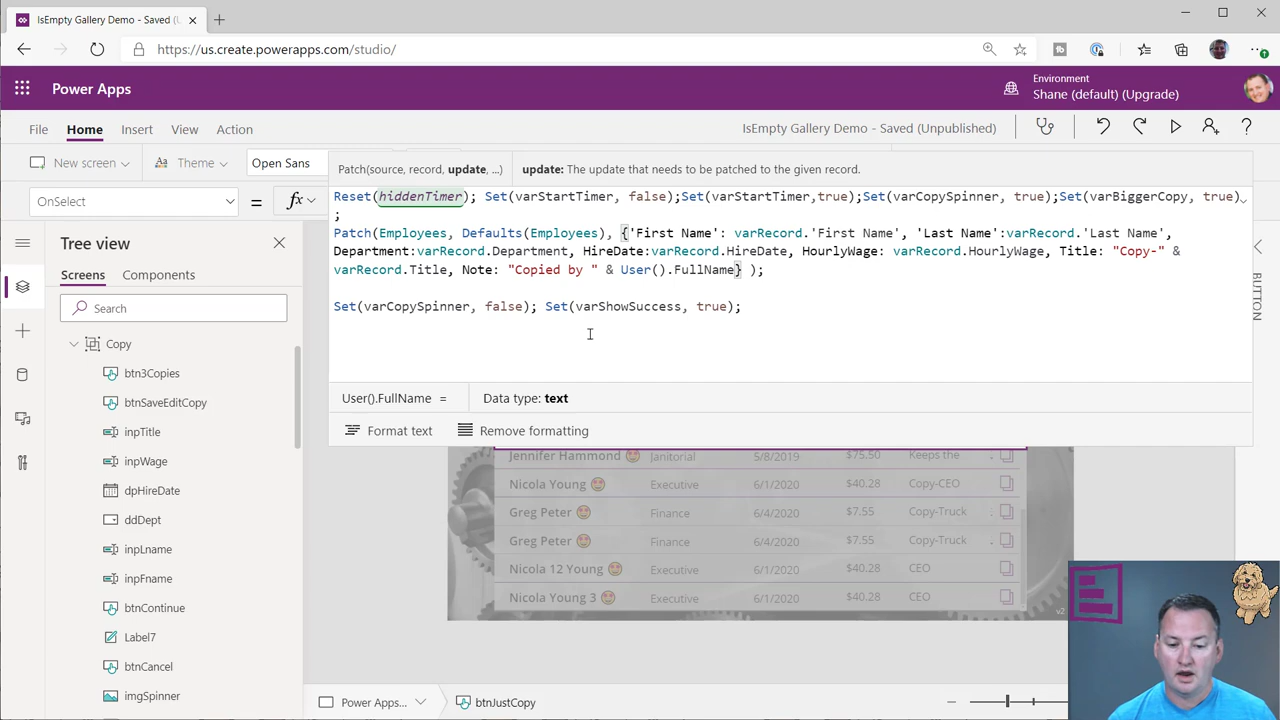 IsEmpty Gallery Demo - Saved (U
https://us.create.powerapps.com/studio/
Power Apps
Environment
Shane (default) (Upgrade)
File Home Insert View Action
IsEmpty Gallery Demo - Saved (Unpublished)
New screen Theme Open Sans
Patch(source, record, update, ...) update: The update that needs to be patched to the given record.
OnSelect = fx
Reset(hiddenTimer); Set(varStartTimer, false);Set(varStartTimer,true);Set(varCopySpinner, true);Set(varBiggerCopy, true)
;
Patch(Employees, Defaults(Employees), {'First Name': varRecord.'First Name', 'Last Name':varRecord.'Last Name',
Department:varRecord.Department, HireDate:varRecord.HireDate, HourlyWage: varRecord.HourlyWage, Title: "Copy-" &
varRecord.Title, Note: "Copied by " & User().FullName} );
Set(varCopySpinner, false); Set(varShowSuccess, true);
User().FullName = Data type: text
Format text Remove formatting
Tree view
Screens Components
Search
Copy
btn3Copies
btnSaveEditCopy
inpTitle
inpWage
dpHireDate
ddDept
inpLname
inpFname
btnContinue
Label7
btnCancel
imgSpinner
BUTTON
Jennifer Hammond Janitorial 5/8/2019 $75.50 Keeps the
Nicola Young Executive 6/1/2020 $40.28 Copy-CEO
Greg Peter Finance 6/4/2020 $7.55 Copy-Truck
Greg Peter Finance 6/4/2020 $7.55 Copy-Truck
Nicola 12 Young Executive 6/1/2020 $40.28 CEO
Nicola Young 3 Executive 6/1/2020 $40.28 CEO
v2
Power Apps... btnJustCopy